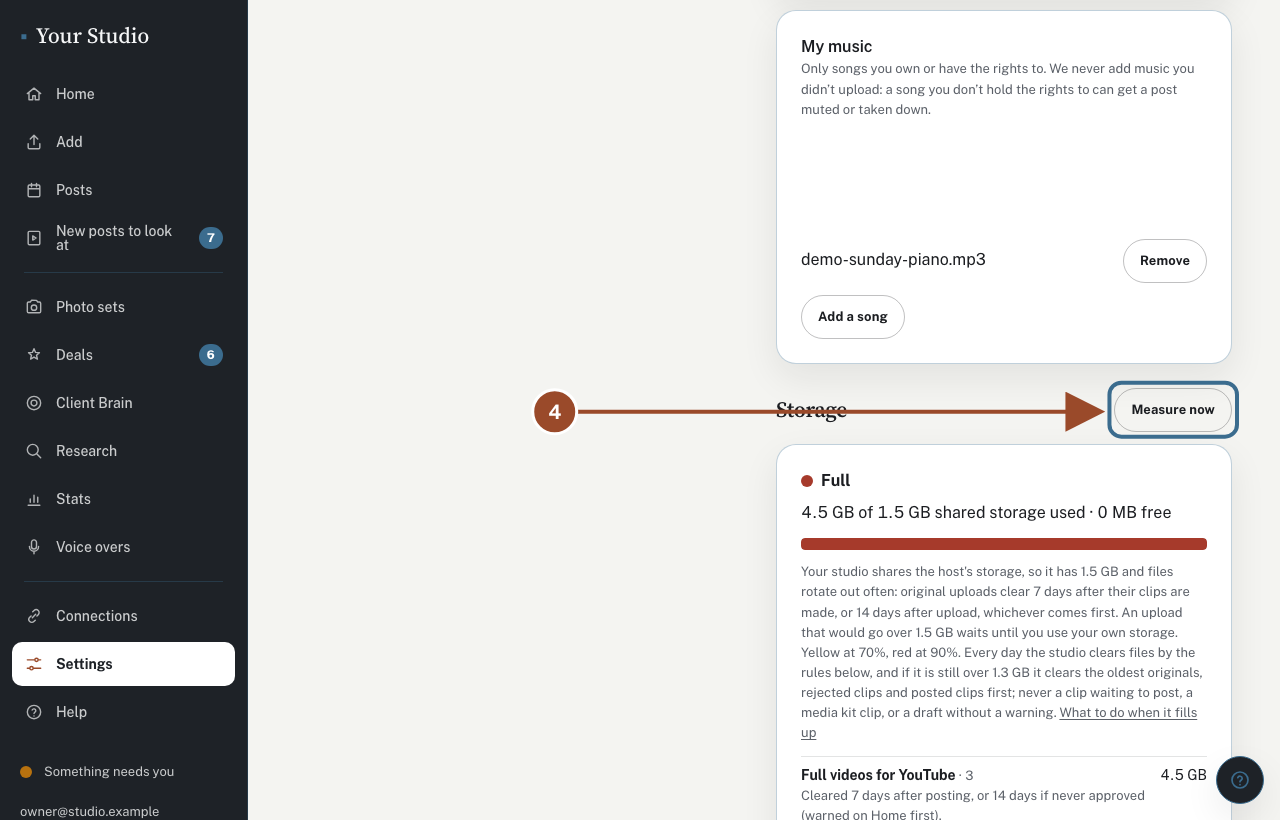 Your Studio
Home
Add
Posts
New posts to look
at
7
Photo sets
Deals
6
Client Brain
Research
Stats
Voice overs
Connections
Settings
Help
Something needs you
owner@studio.example
My music
Only songs you own or have the rights to. We never add music you
didn't upload: a song you don't hold the rights to can get a post
muted or taken down.
demo-sunday-piano.mp3
Remove
Add a song
4
Storage
Measure now
Full
4.5 GB of 1.5 GB shared storage used · 0 MB free
Your studio shares the host's storage, so it has 1.5 GB and files
rotate out often: original uploads clear 7 days after their clips are
made, or 14 days after upload, whichever comes first. An upload
that would go over 1.5 GB waits until you use your own storage.
Yellow at 70%, red at 90%. Every day the studio clears files by the
rules below, and if it is still over 1.3 GB it clears the oldest originals,
rejected clips and posted clips first; never a clip waiting to post, a
media kit clip, or a draft without a warning. What to do when it fills
up
Full videos for YouTube · 3
4.5 GB
Cleared 7 days after posting, or 14 days if never approved
(warned on Home first).